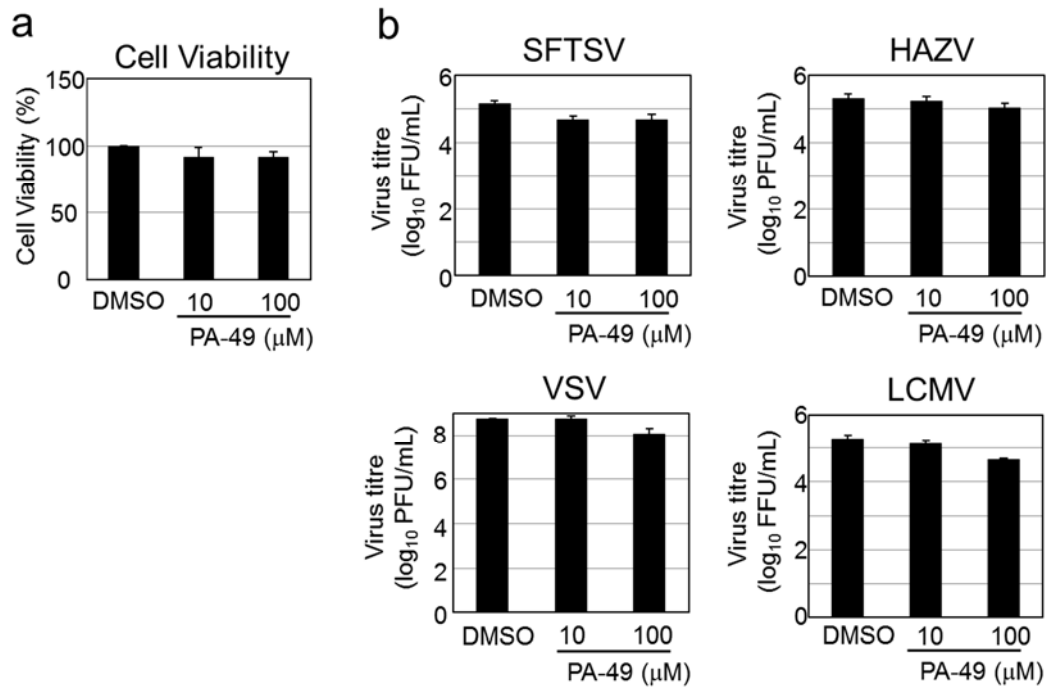 a
Cell Viability
Cell Viability (%)
150
100
50
0
DMSO 10 100
PA-49 (μM)
b
SFTSV
Virus titre
(log₁₀ FFU/mL)
6
4
2
0
DMSO 10 100
PA-49 (μM)
HAZV
Virus titre
(log₁₀ PFU/mL)
6
4
2
0
DMSO 10 100
PA-49 (μM)
VSV
Virus titre
(log₁₀ PFU/mL)
8
6
4
2
0
DMSO 10 100
PA-49 (μM)
LCMV
Virus titre
(log₁₀ FFU/mL)
6
4
2
0
DMSO 10 100
PA-49 (μM)